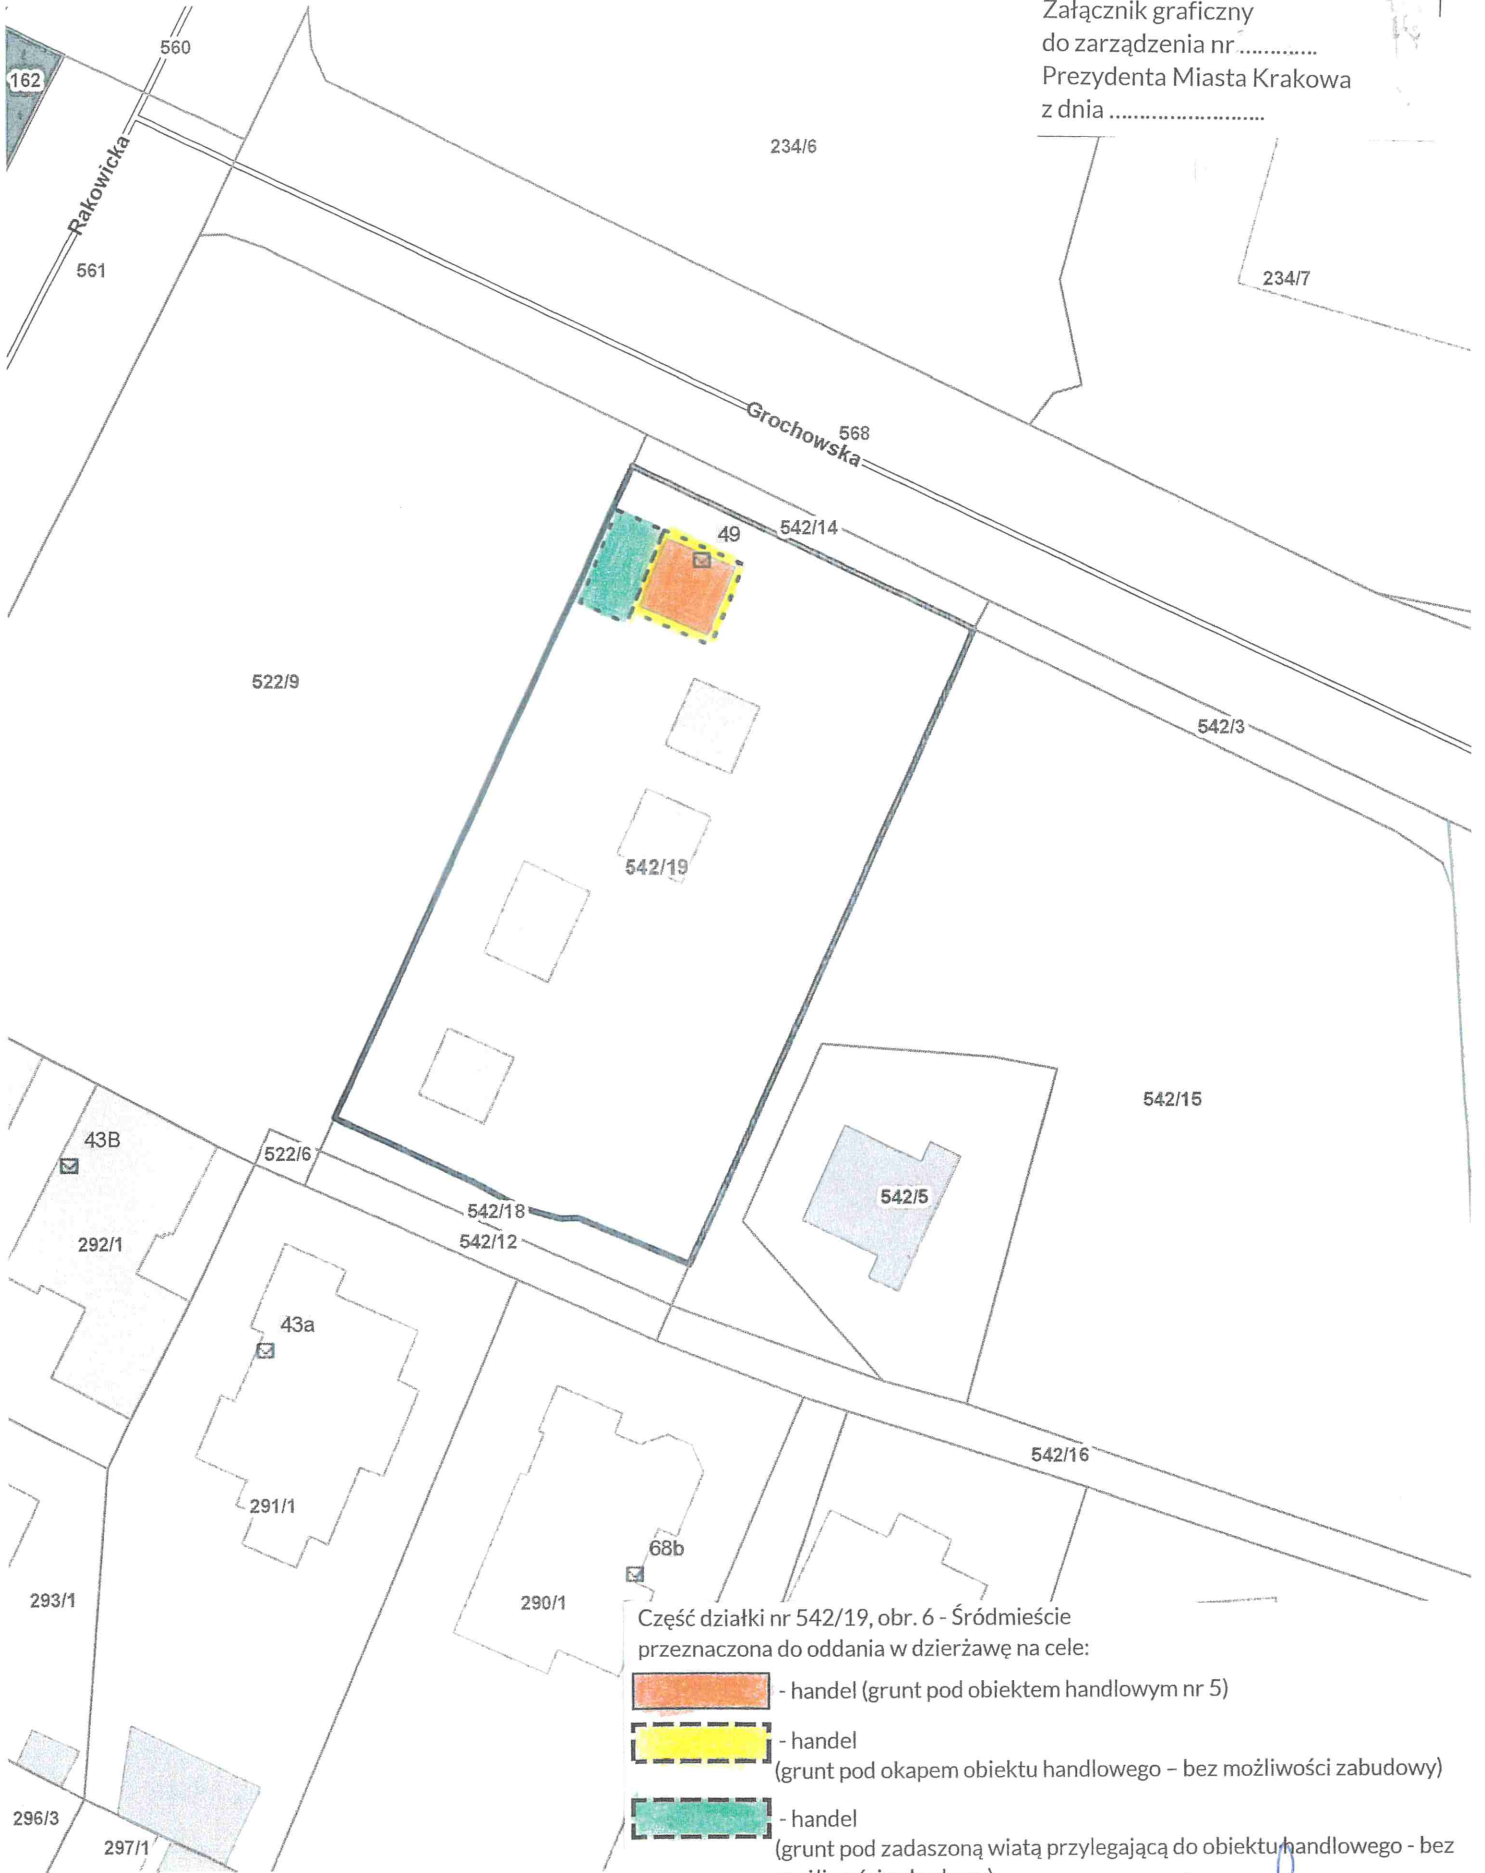 Załącznik graficzny
do zarządzenia nr .............
Prezydenta Miasta Krakowa
z dnia .........................
560
162
Rakowicka
561
234/6
234/7
Grochowska
568
542/14
49
522/9
542/3
542/19
542/15
43B
522/6
542/5
542/18
542/12
292/1
43a
542/16
291/1
68b
293/1
290/1
Część działki nr 542/19, obr. 6 - Śródmieście
przeznaczona do oddania w dzierżawę na cele:
- handel (grunt pod obiektem handlowym nr 5)
- handel
(grunt pod okapem obiektu handlowego – bez możliwości zabudowy)
- handel
(grunt pod zadaszoną wiatą przylegającą do obiektu handlowego - bez
296/3
297/1